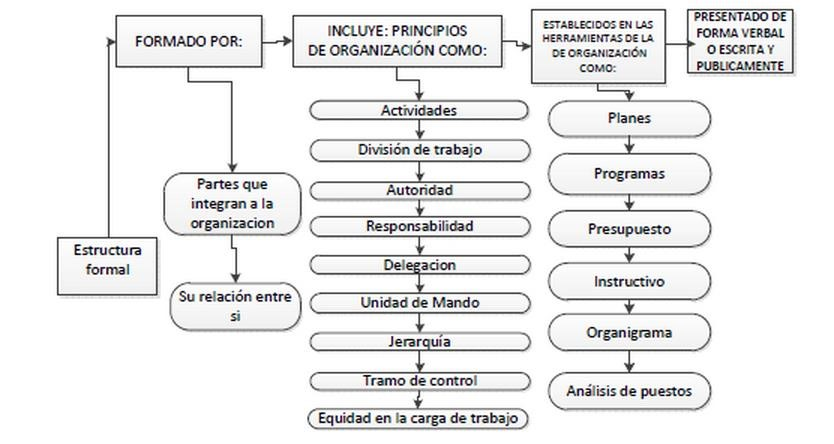 FORMADO POR:
INCLUYE: PRINCIPIOS
DE ORGANIZACIÓN COMO:
ESTABLECIDOS EN LAS
HERRAMIENTAS DE LA
DE ORGANIZACIÓN
COMO:
PRESENTADO DE
FORMA VERBAL
O ESCRITA Y
PUBLICAMENTE
Estructura
formal
Partes que
integran a la
organizacion
Su relación entre
si
Actividades
División de trabajo
Autoridad
Responsabilidad
Delegacion
Unidad de Mando
Jerarquía
Tramo de control
Equidad en la carga de trabajo
Planes
Programas
Presupuesto
Instructivo
Organigrama
Análisis de puestos